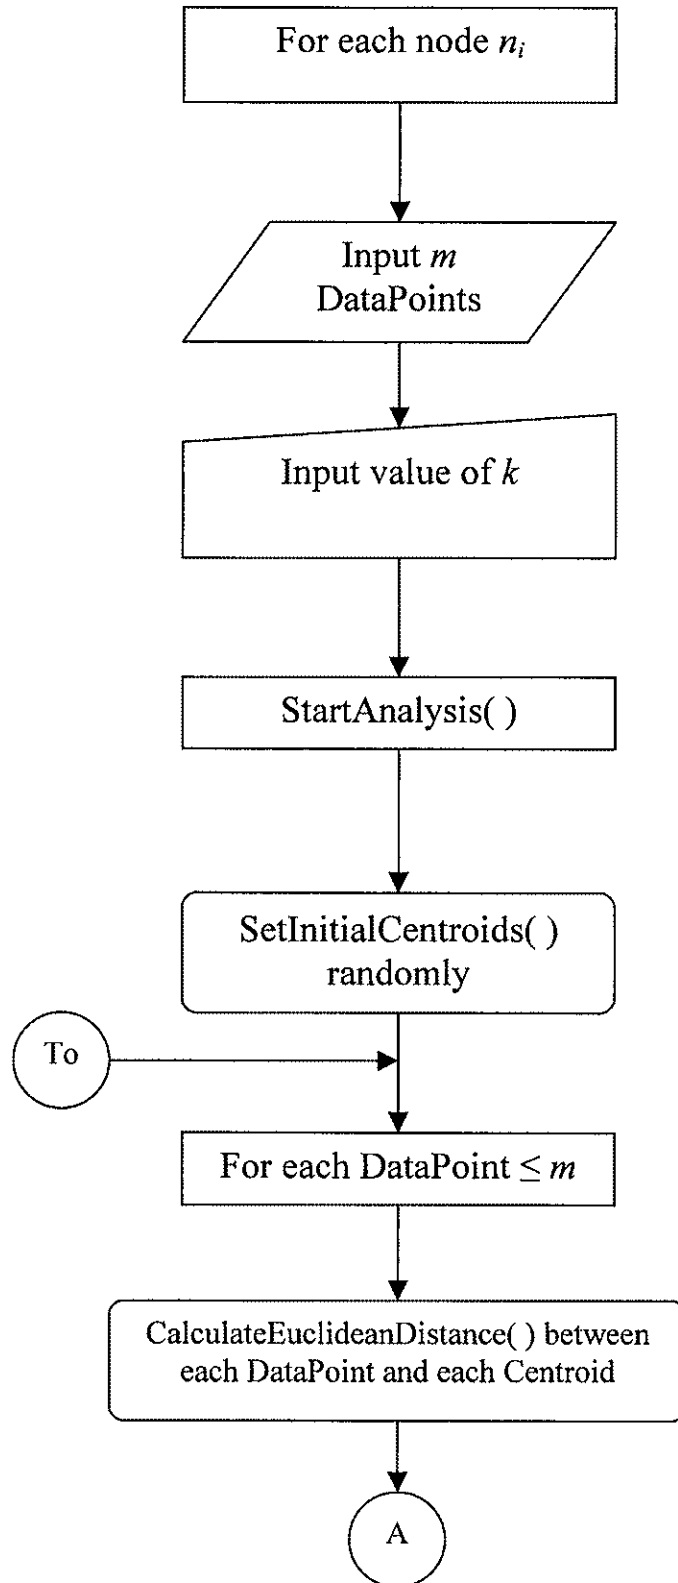 For each node nᵢ
Input m
DataPoints
Input value of k
StartAnalysis( )
SetInitialCentroids( )
randomly
To
For each DataPoint ≤ m
CalculateEuclideanDistance( ) between
each DataPoint and each Centroid
A